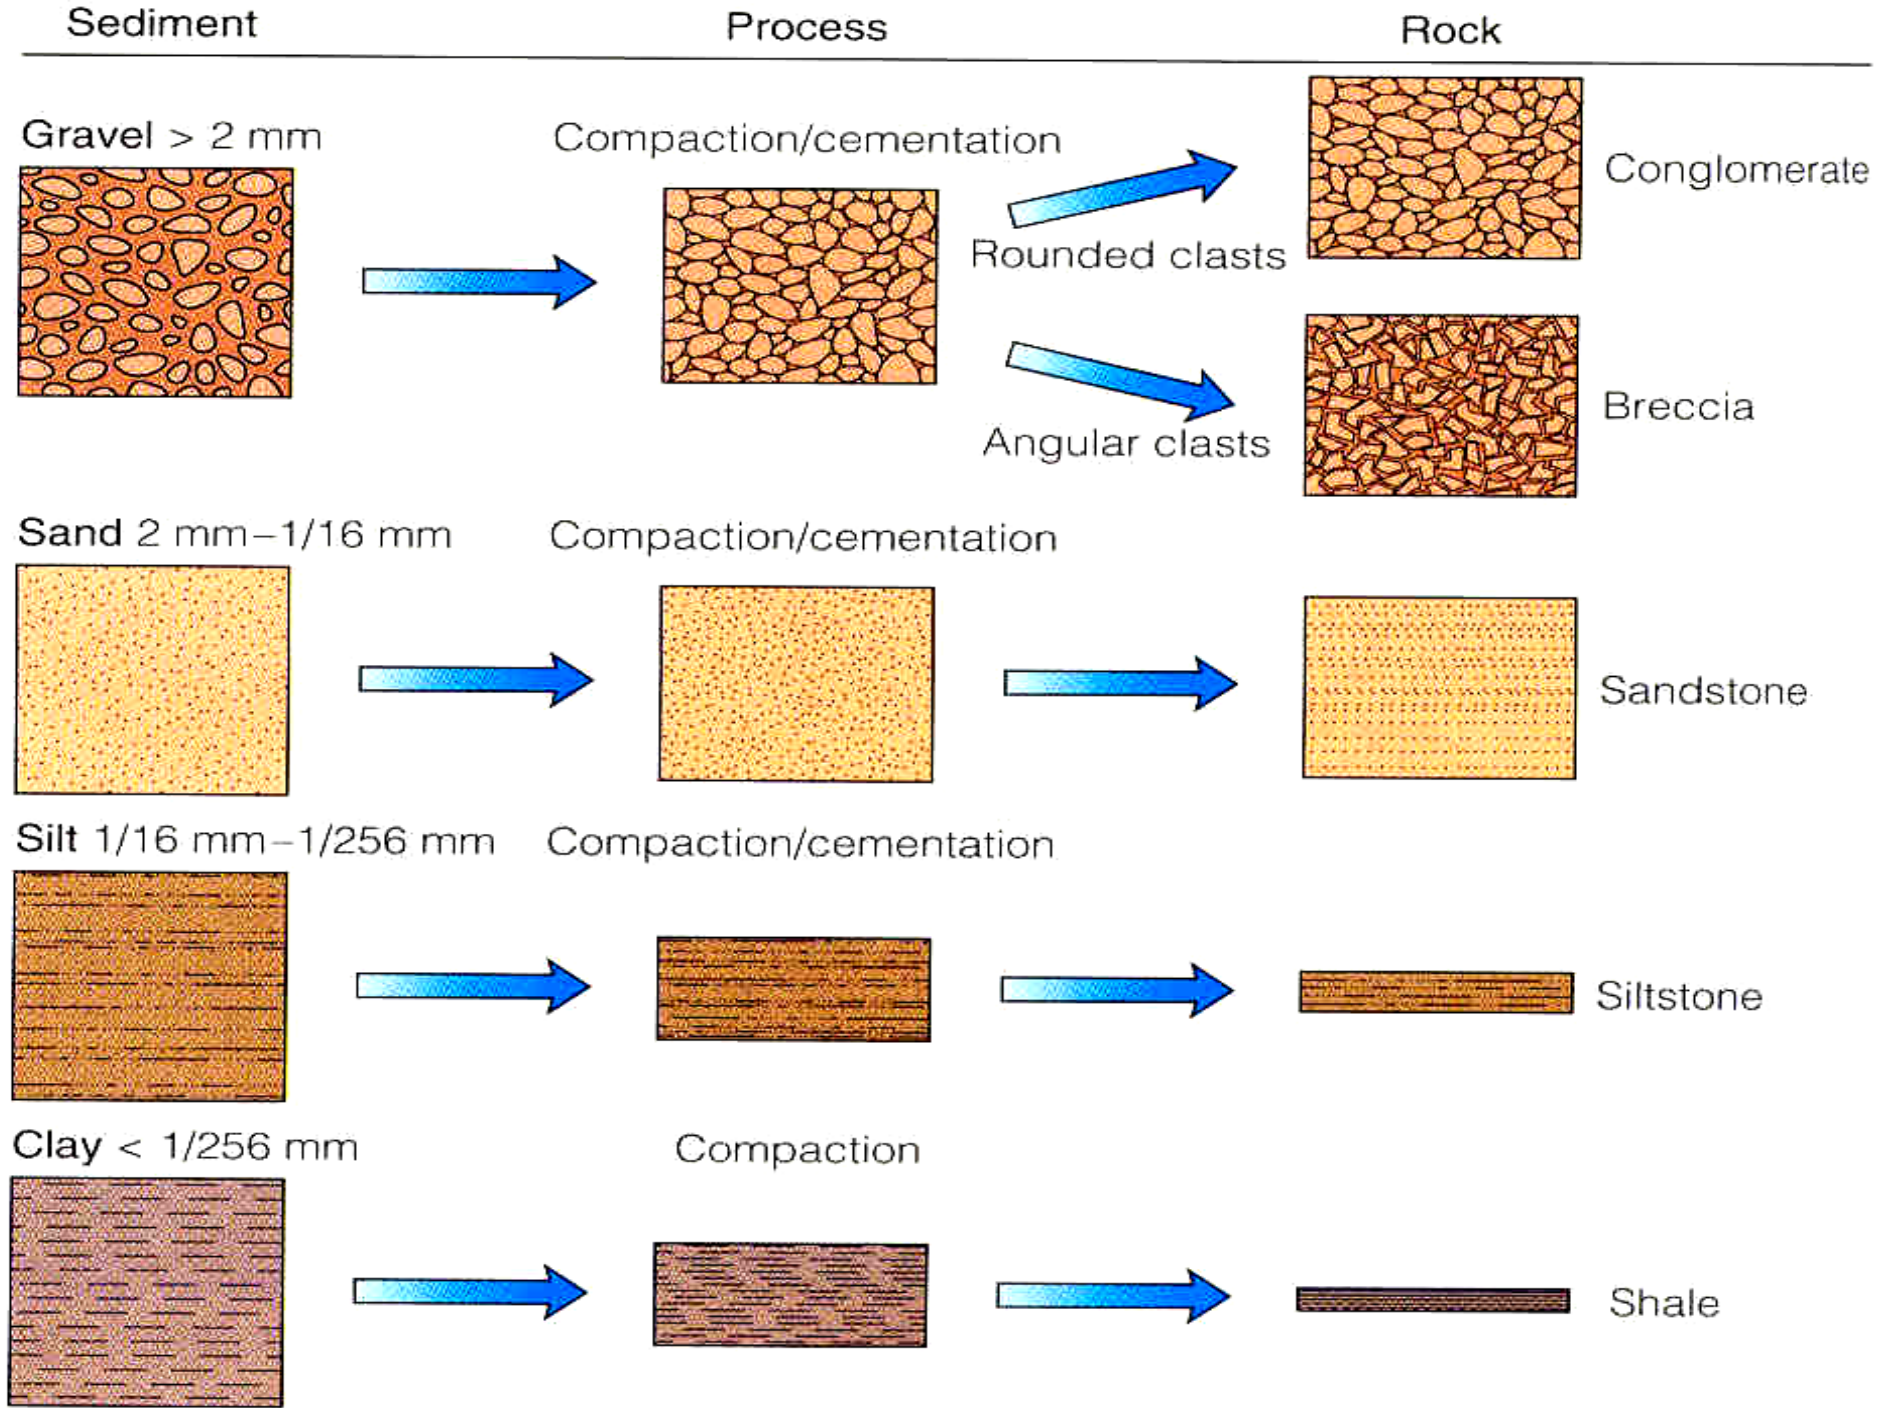 Sediment Process Rock
Gravel > 2 mm Compaction/cementation
Conglomerate
Rounded clasts
Breccia
Angular clasts
Sand 2 mm–1/16 mm Compaction/cementation
Sandstone
Silt 1/16 mm–1/256 mm Compaction/cementation
Siltstone
Clay < 1/256 mm Compaction
Shale